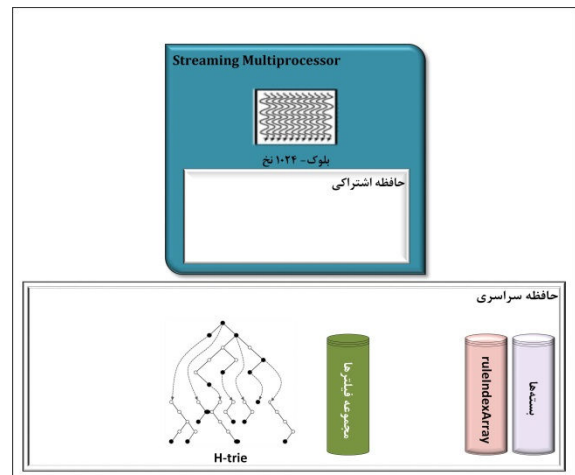 Streaming Multiprocessor
بلوک- ۱۰۲۴ نخ
حافظه اشتراکی
حافظه سراسری
بسته‌ها
ruleIndexArray
مجموعه فیلترها
H-trie